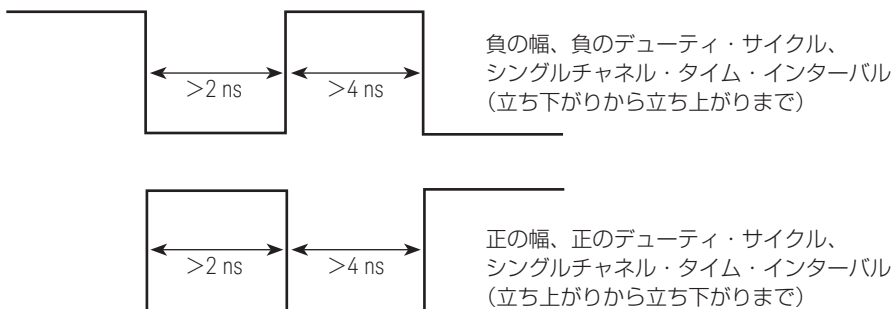 >2 ns
>4 ns
負の幅、負のデューティ・サイクル、
シングルチャネル・タイム・インターバル
（立ち下がりから立ち上がりまで）
>2 ns
>4 ns
正の幅、正のデューティ・サイクル、
シングルチャネル・タイム・インターバル
（立ち上がりから立ち下がりまで）